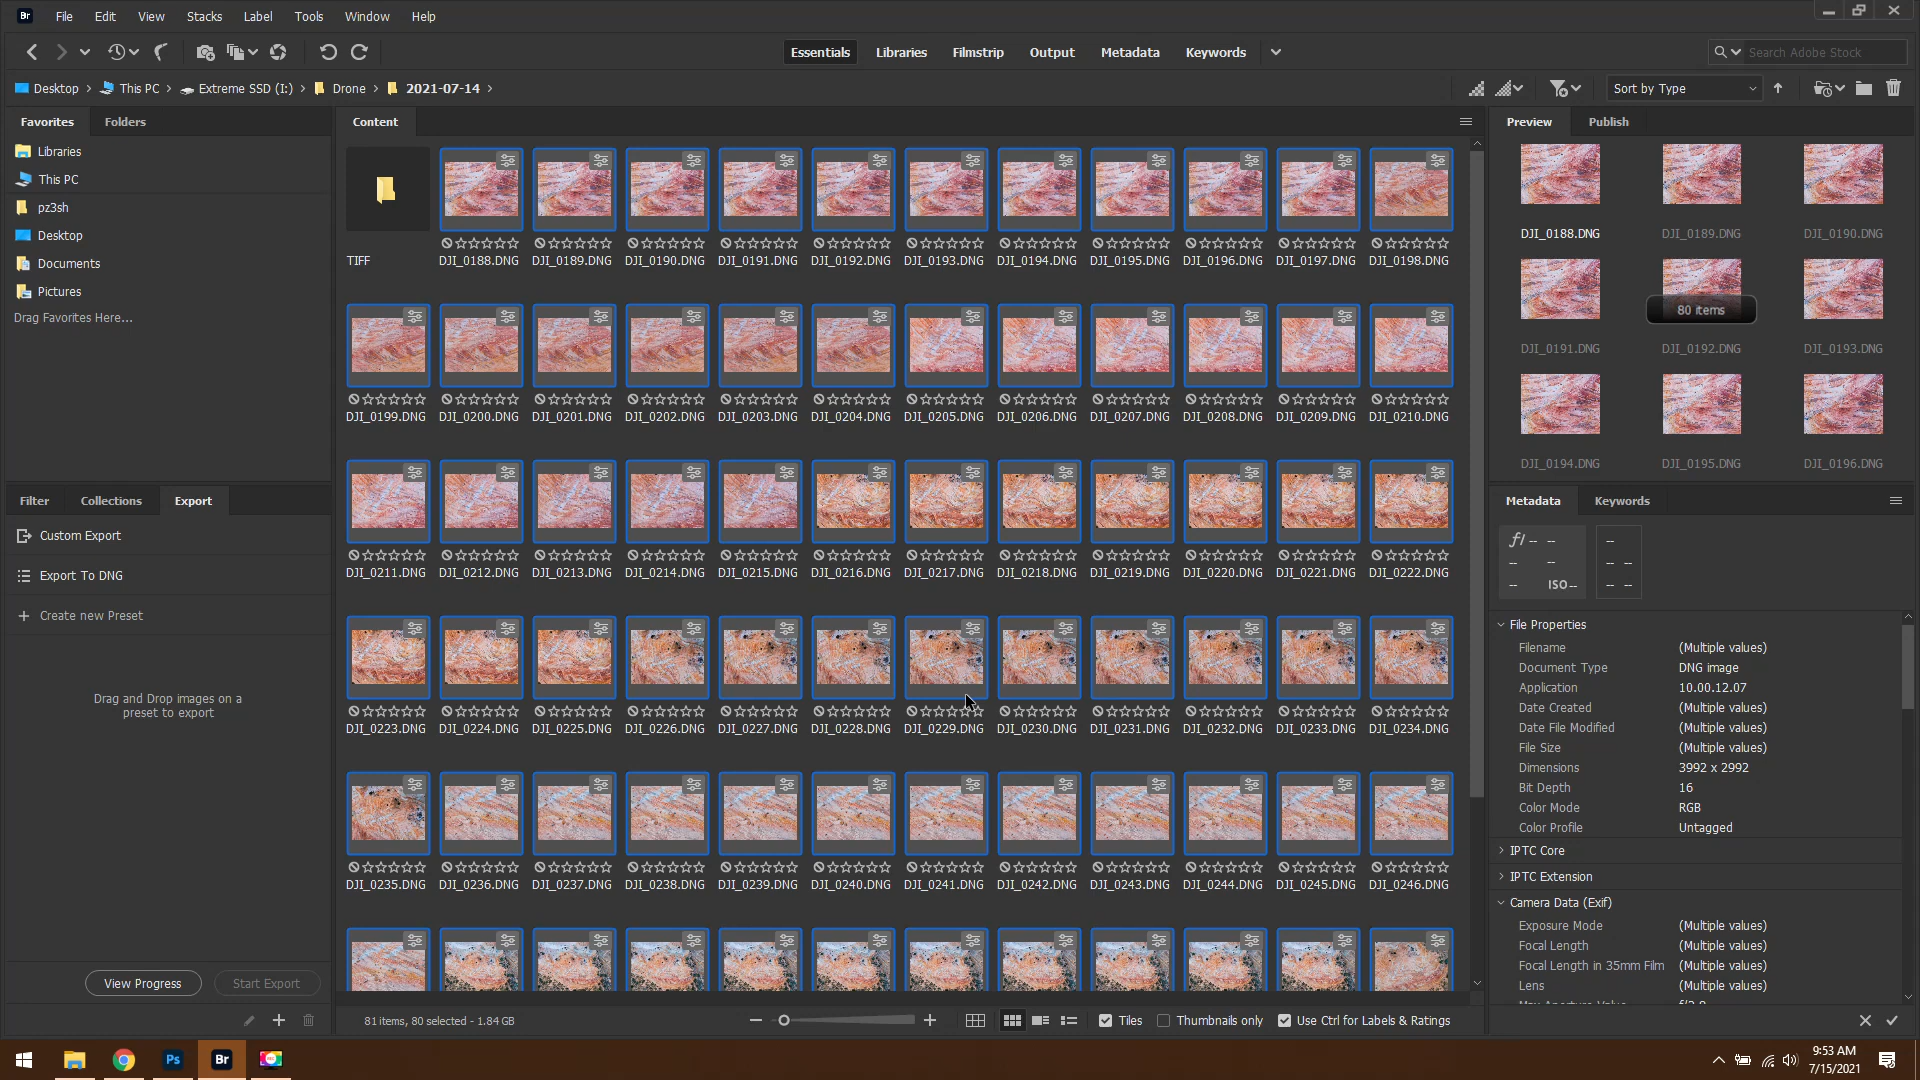 Br File Edit View Stacks Label Tools Window Help
Essentials Libraries Filmstrip Output Metadata Keywords
Search Adobe Stock
Desktop This PC Extreme SSD (I:) Drone 2021-07-14
Sort by Type
Favorites Folders
Libraries
This PC
pz3sh
Desktop
Documents
Pictures
Drag Favorites Here...
Filter Collections Export
Custom Export
Export To DNG
Create new Preset
Drag and Drop images on a
preset to export
View Progress Start Export
Content
TIFF DJI_0188.DNG DJI_0189.DNG DJI_0190.DNG DJI_0191.DNG DJI_0192.DNG DJI_0193.DNG DJI_0194.DNG DJI_0195.DNG DJI_0196.DNG DJI_0197.DNG DJI_0198.DNG
DJI_0199.DNG DJI_0200.DNG DJI_0201.DNG DJI_0202.DNG DJI_0203.DNG DJI_0204.DNG DJI_0205.DNG DJI_0206.DNG DJI_0207.DNG DJI_0208.DNG DJI_0209.DNG DJI_0210.DNG
DJI_0211.DNG DJI_0212.DNG DJI_0213.DNG DJI_0214.DNG DJI_0215.DNG DJI_0216.DNG DJI_0217.DNG DJI_0218.DNG DJI_0219.DNG DJI_0220.DNG DJI_0221.DNG DJI_0222.DNG
DJI_0223.DNG DJI_0224.DNG DJI_0225.DNG DJI_0226.DNG DJI_0227.DNG DJI_0228.DNG DJI_0229.DNG DJI_0230.DNG DJI_0231.DNG DJI_0232.DNG DJI_0233.DNG DJI_0234.DNG
DJI_0235.DNG DJI_0236.DNG DJI_0237.DNG DJI_0238.DNG DJI_0239.DNG DJI_0240.DNG DJI_0241.DNG DJI_0242.DNG DJI_0243.DNG DJI_0244.DNG DJI_0245.DNG DJI_0246.DNG
81 items, 80 selected - 1.84 GB
Tiles Thumbnails only Use Ctrl for Labels & Ratings
Preview Publish
DJI_0188.DNG DJI_0189.DNG DJI_0190.DNG
80 items
DJI_0191.DNG DJI_0192.DNG DJI_0193.DNG
DJI_0194.DNG DJI_0195.DNG DJI_0196.DNG
Metadata Keywords
f/ -- -- --
-- -- -- --
-- ISO -- -- --
File Properties
Filename (Multiple values)
Document Type DNG image
Application 10.00.12.07
Date Created (Multiple values)
Date File Modified (Multiple values)
File Size (Multiple values)
Dimensions 3992 x 2992
Bit Depth 16
Color Mode RGB
Color Profile Untagged
IPTC Core
IPTC Extension
Camera Data (Exif)
Exposure Mode (Multiple values)
Focal Length (Multiple values)
Focal Length in 35mm Film (Multiple values)
Lens (Multiple values)
Ps Br
9:53 AM
7/15/2021